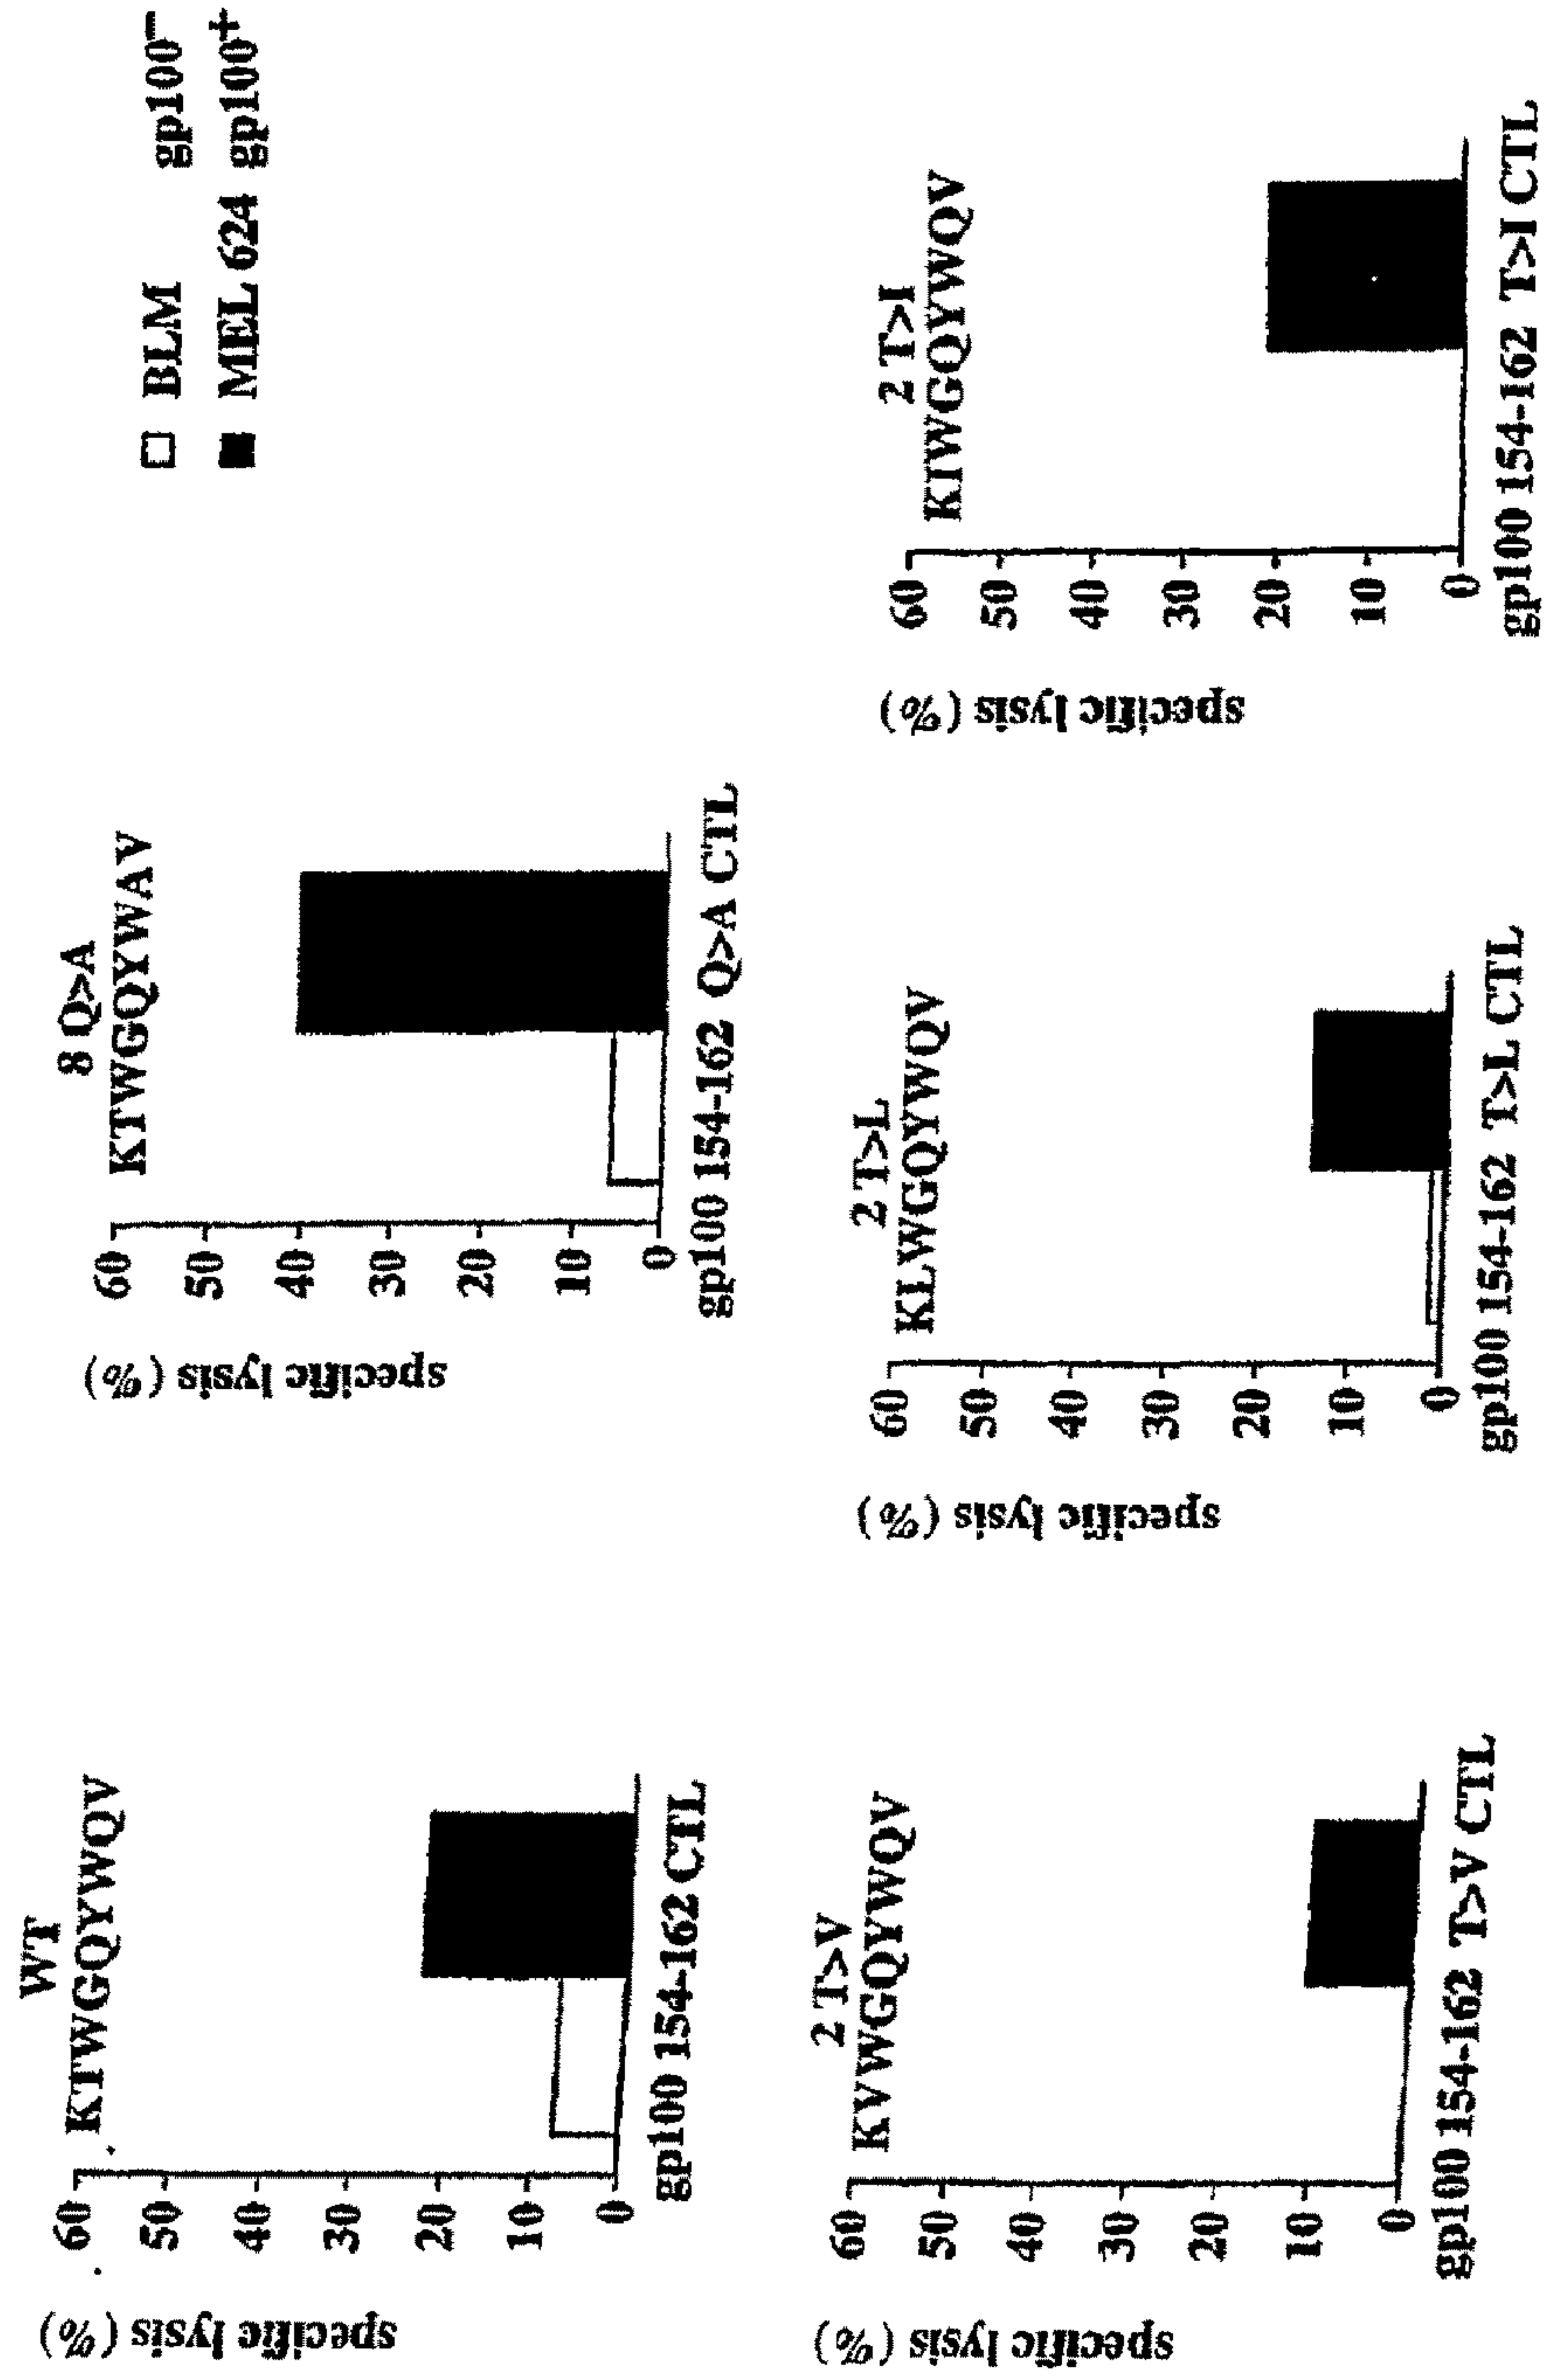 BLM gp100⁻
MEL 624 gp100⁺
WT
KTWGQYWQV
specific lysis (%)
60
50
40
30
20
10
0
gp100 154-162 CTL
8 Q>A
KTWGQYWAV
specific lysis (%)
60
50
40
30
20
10
0
gp100 154-162 Q>A CTL
2 T>V
KVWGQYWQV
specific lysis (%)
60
50
40
30
20
10
0
gp100 154-162 T>V CTL
2 T>L
KLWGQYWQV
specific lysis (%)
60
50
40
30
20
10
0
gp100 154-162 T>L CTL
2 T>I
KIWGQYWQV
specific lysis (%)
60
50
40
30
20
10
0
gp100 154-162 T>I CTL